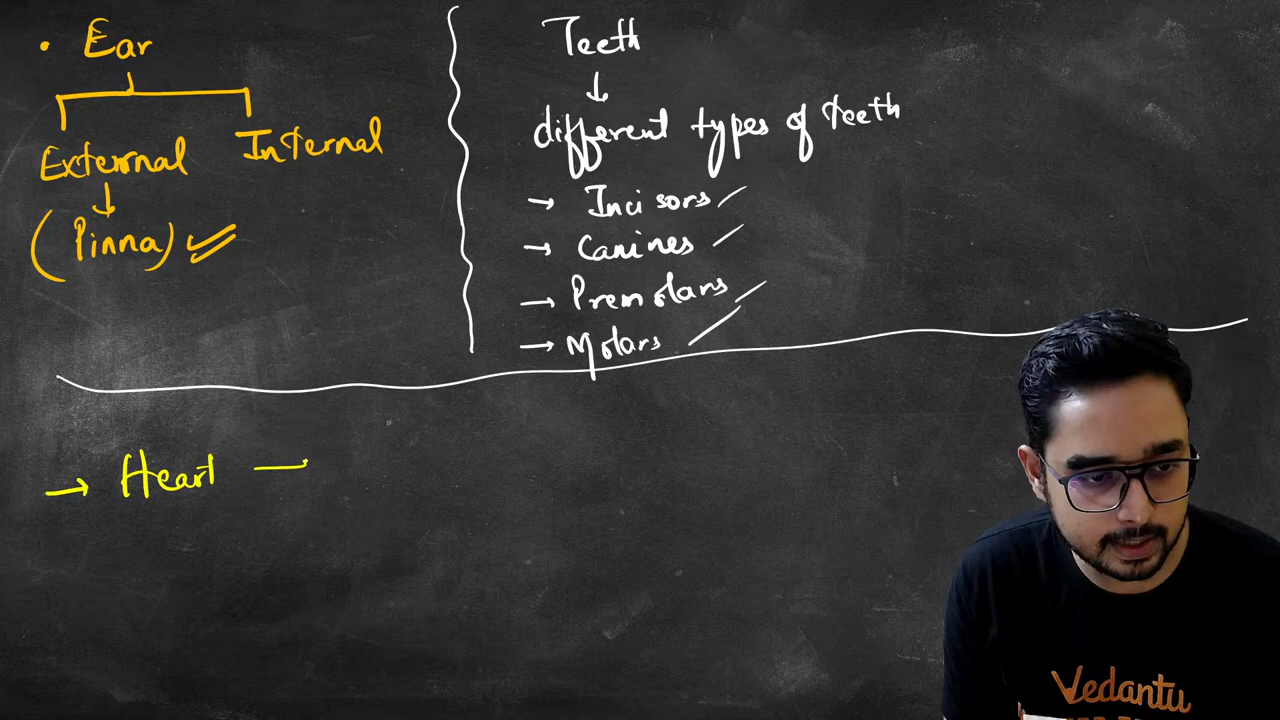 • Ear
External Internal
↓
(Pinna)
Teeth
↓
different types of teeth
→ Incisors
→ Canines
→ Premolars
→ Molars
→ Heart —
Vedantu